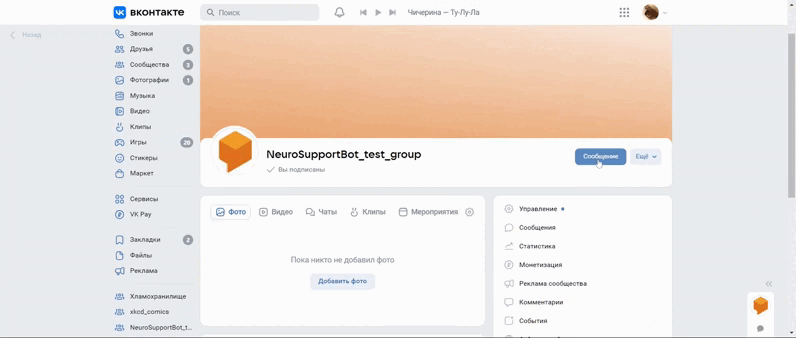 ВКОНТАКТЕ
Поиск
Чичерина — Ту-Лу-Ла
Назад
Звонки
Друзья 5
Сообщества 3
Фотографии 1
Музыка
Видео
Клипы
Игры 26
Стикеры
Маркет
Сервисы
VK Pay
Закладки 2
Файлы
Реклама
Хламохранилище
xkcd_comics
NeuroSupportBot_t...
NeuroSupportBot_test_group
Вы подписаны
Сообщение
Ещё
Фото Видео Чаты Клипы Мероприятия
Пока никто не добавил фото
Добавить фото
Управление
Сообщения
Статистика
Монетизация
Реклама сообщества
Комментарии
События